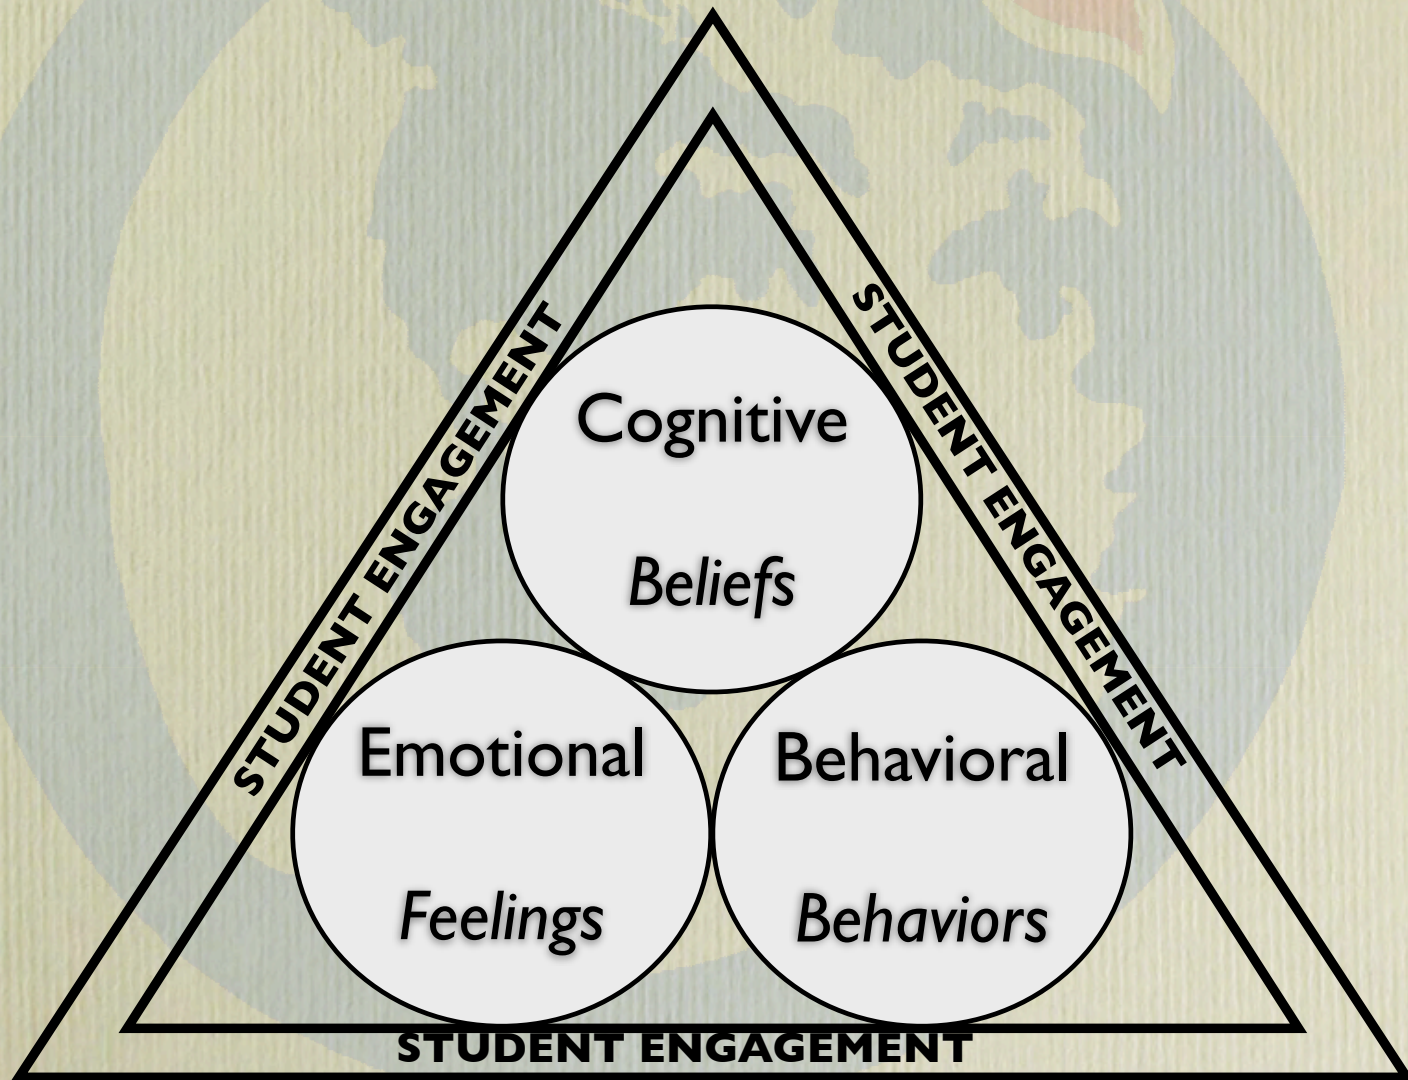 STUDENT ENGAGEMENT
STUDENT ENGAGEMENT
Cognitive
Beliefs
Emotional
Feelings
Behavioral
Behaviors
STUDENT ENGAGEMENT